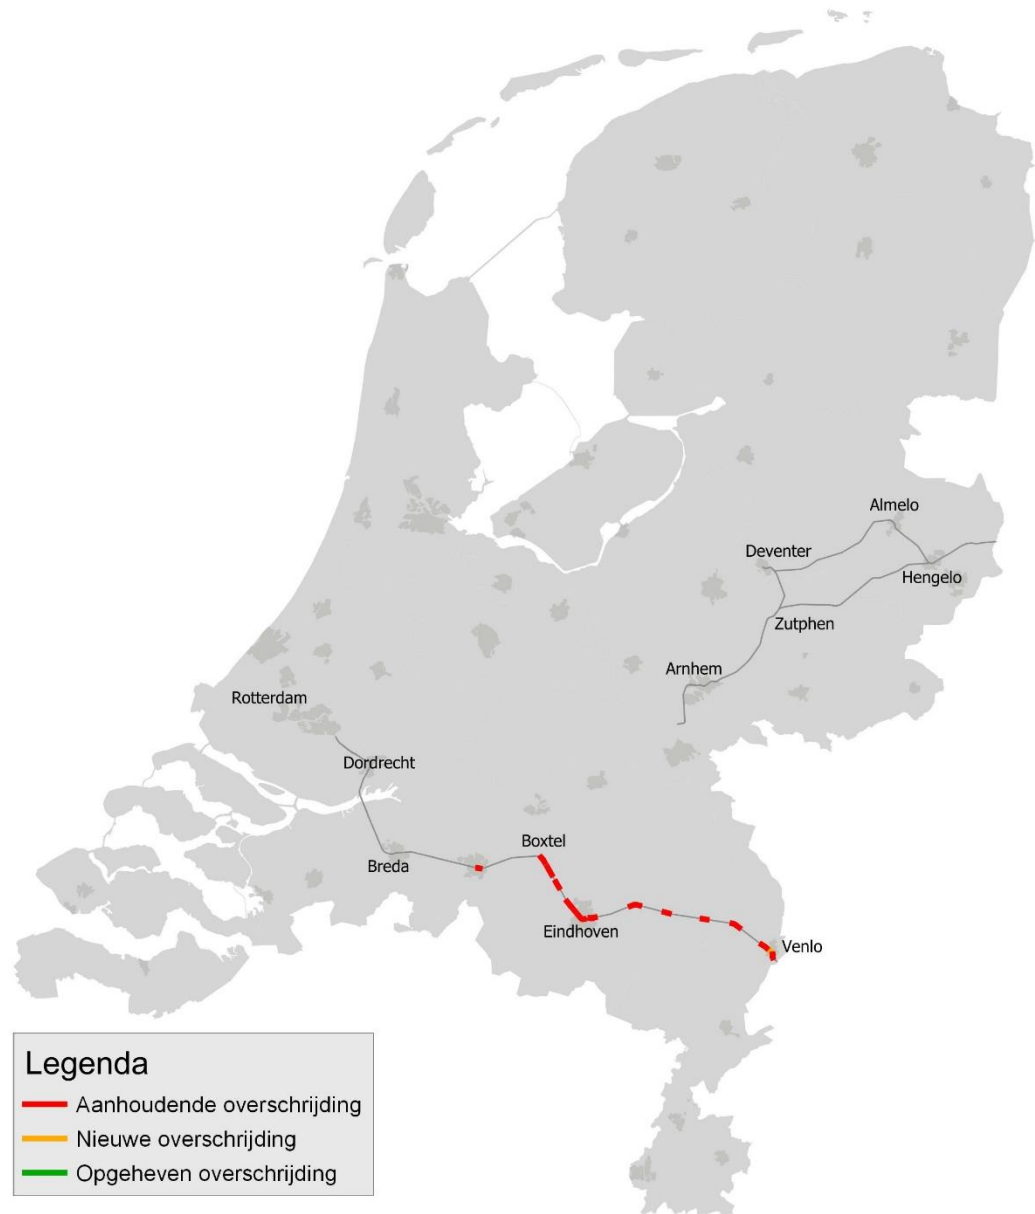 Almelo
Deventer
Hengelo
Zutphen
Arnhem
Rotterdam
Dordrecht
Boxtel
Breda
Eindhoven
Venlo
Legenda
Aanhoudende overschrijding
Nieuwe overschrijding
Opgeheven overschrijding